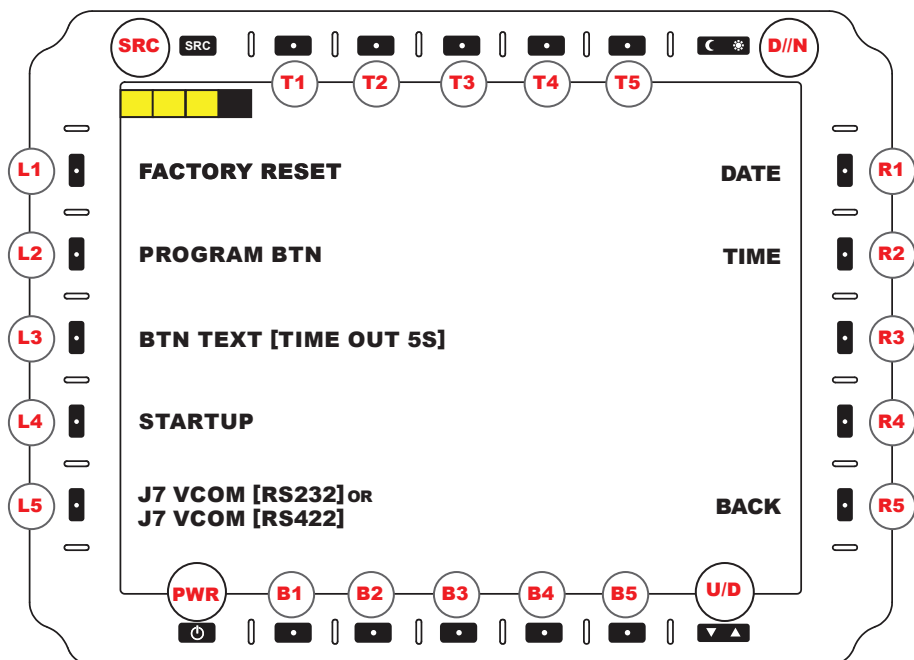 SRC SRC D//N
T1 T2 T3 T4 T5
L1 FACTORY RESET DATE R1
L2 PROGRAM BTN TIME R2
L3 BTN TEXT [TIME OUT 5S] R3
L4 STARTUP R4
L5 J7 VCOM [RS232] OR
J7 VCOM [RS422] BACK R5
PWR B1 B2 B3 B4 B5 U/D